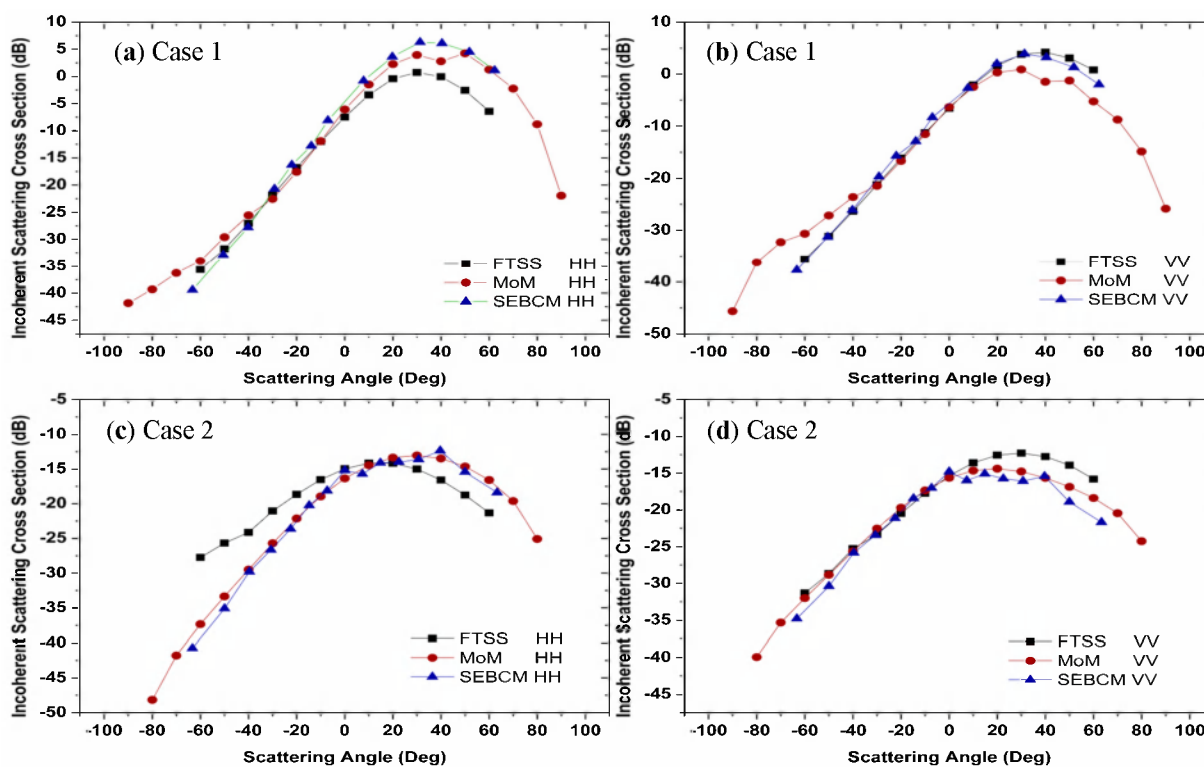 (a) Case 1
Incoherent Scattering Cross Section (dB)
10
5
0
-5
-10
-15
-20
-25
-30
-35
-40
-45
FTSS HH
MoM HH
SEBCM HH
-100 -80 -60 -40 -20 0 20 40 60 80 100
Scattering Angle (Deg)
(b) Case 1
Incoherent Scattering Cross Section (dB)
10
0
-10
-20
-30
-40
-50
FTSS VV
MoM VV
SEBCM VV
-100 -80 -60 -40 -20 0 20 40 60 80 100
Scattering Angle (Deg)
(c) Case 2
Incoherent Scattering Cross Section (dB)
-5
-10
-15
-20
-25
-30
-35
-40
-45
-50
FTSS HH
MoM HH
SEBCM HH
-100 -80 -60 -40 -20 0 20 40 60 80 100
Scattering Angle (Deg)
(d) Case 2
Incoherent Scattering Cross Section (dB)
-5
-10
-15
-20
-25
-30
-35
-40
-45
FTSS VV
MoM VV
SEBCM VV
-100 -80 -60 -40 -20 0 20 40 60 80 100
Scattering Angle (Deg)